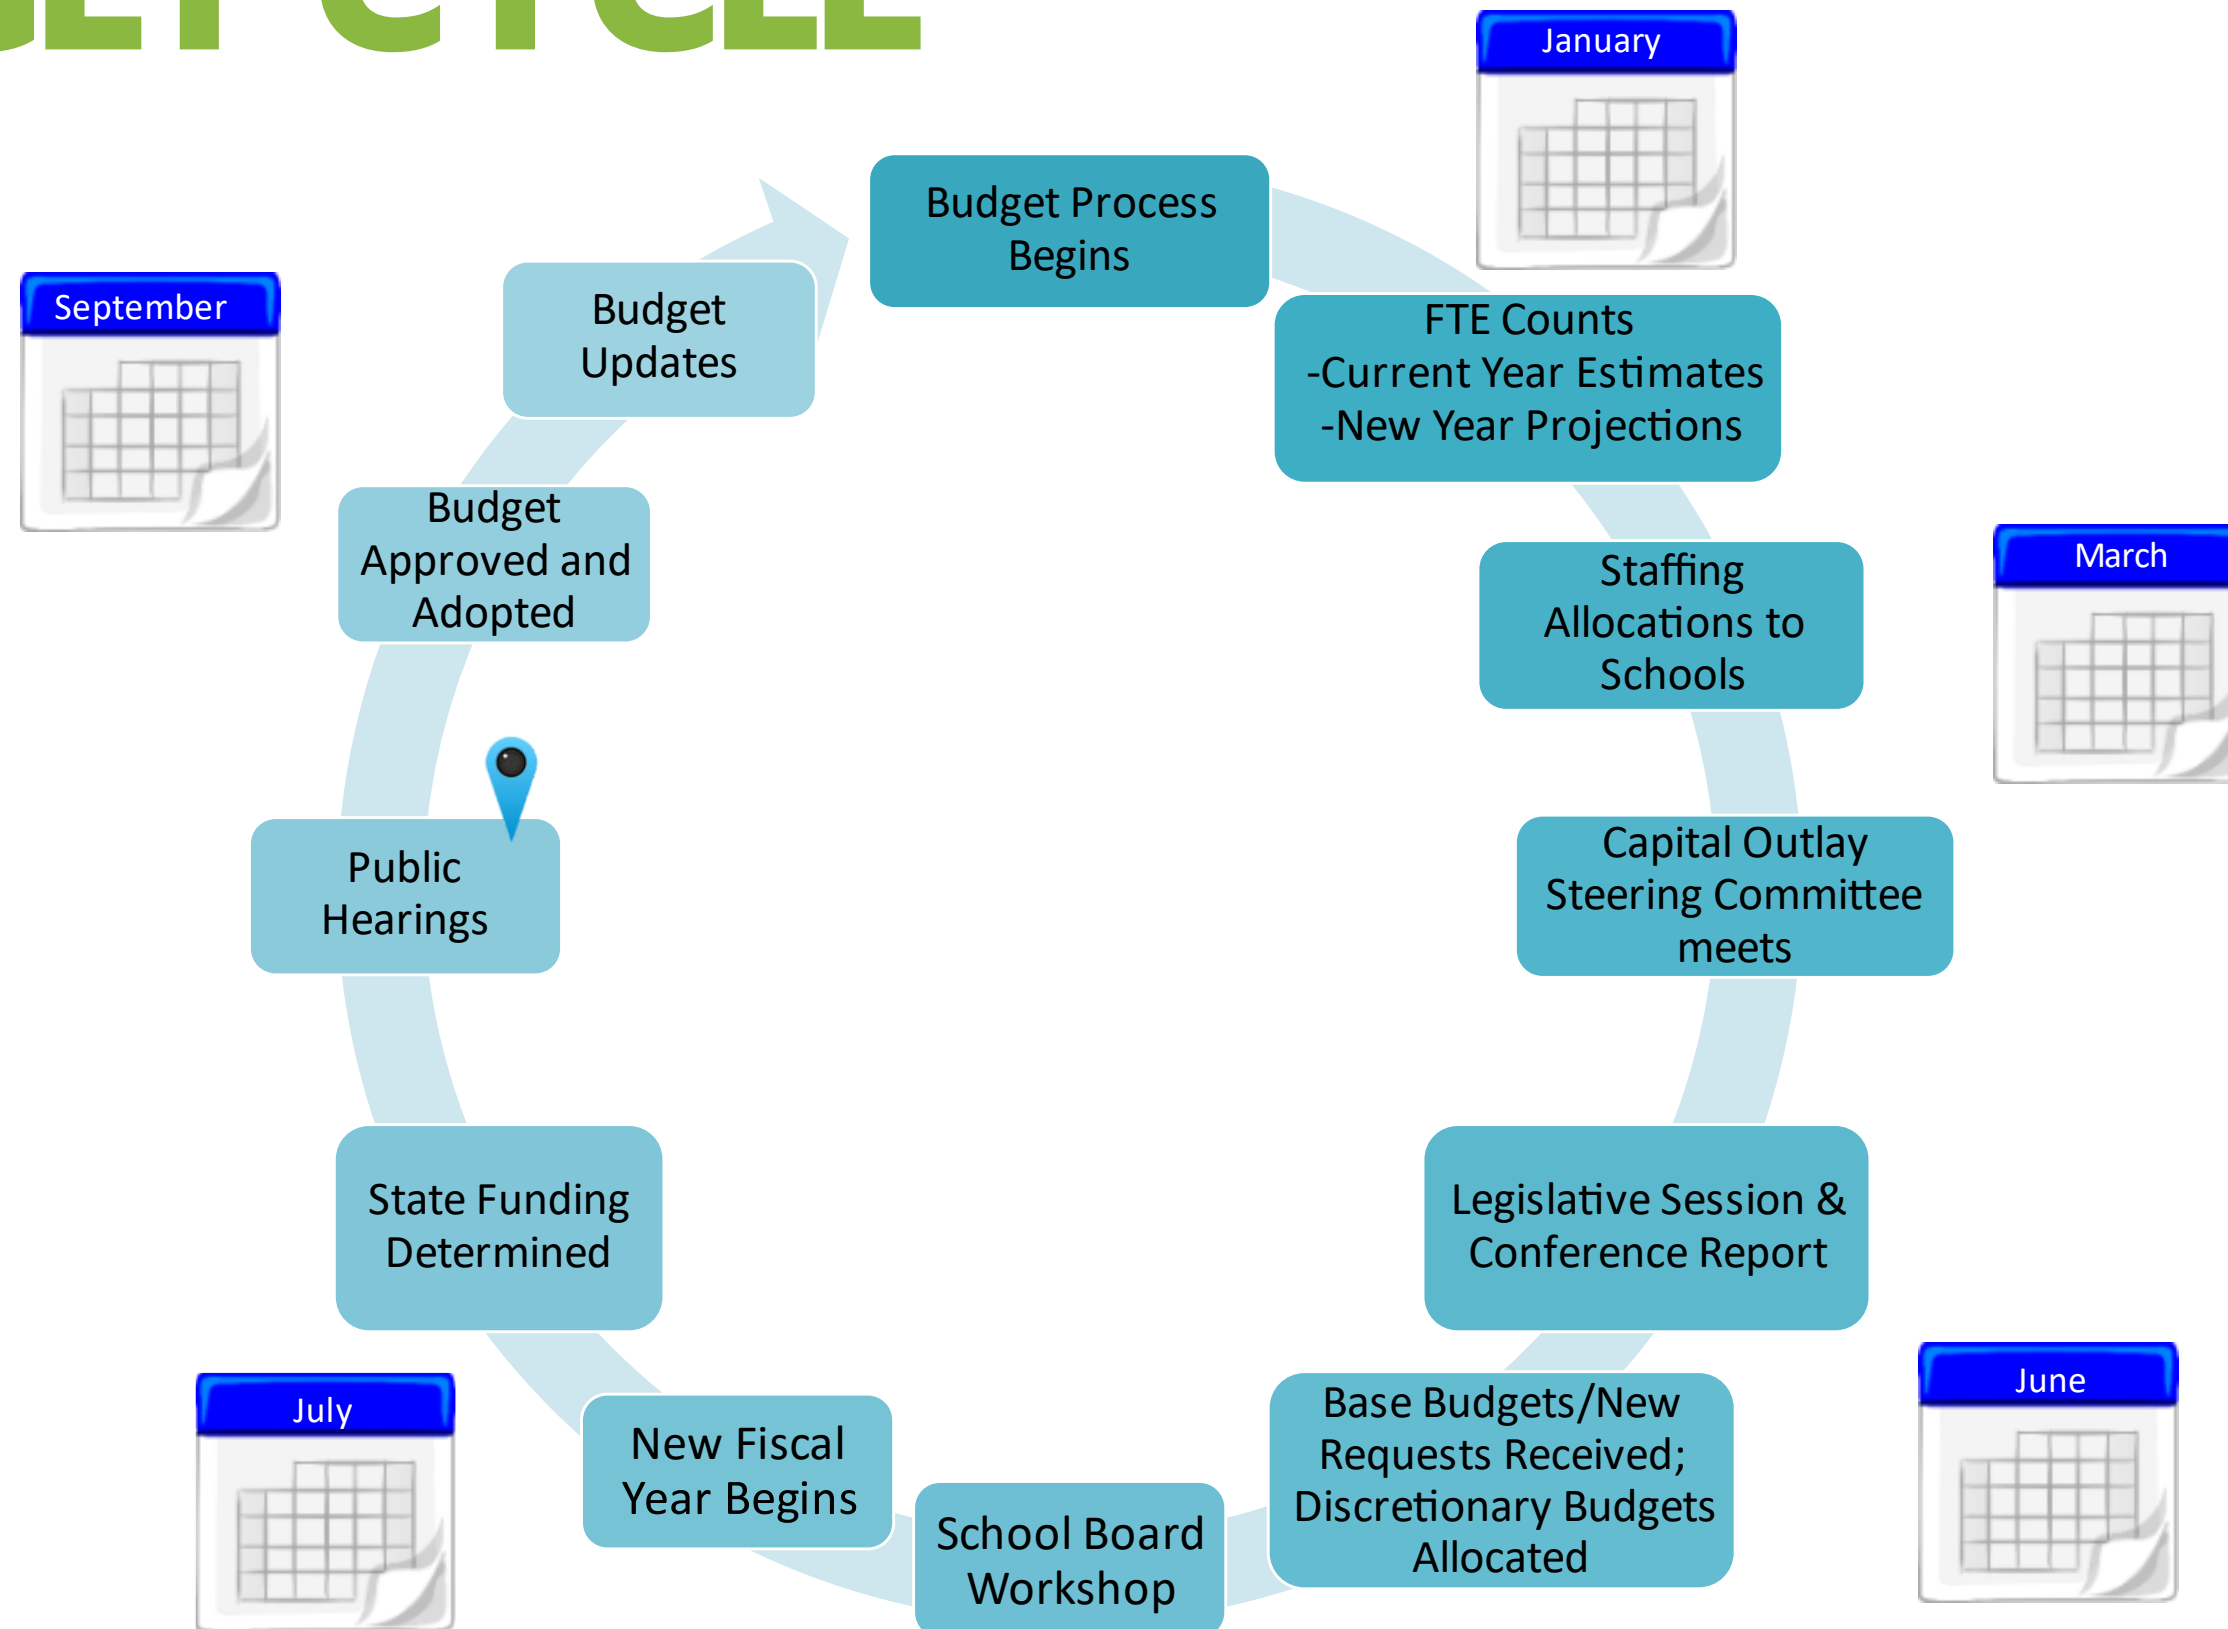 GET CYCLE
January
Budget Process
Begins
FTE Counts
-Current Year Estimates
-New Year Projections
Staffing
Allocations to
Schools
March
Capital Outlay
Steering Committee
meets
Legislative Session &
Conference Report
June
Base Budgets/New
Requests Received;
Discretionary Budgets
Allocated
School Board
Workshop
New Fiscal
Year Begins
July
State Funding
Determined
Public
Hearings
Budget
Approved and
Adopted
September
Budget
Updates